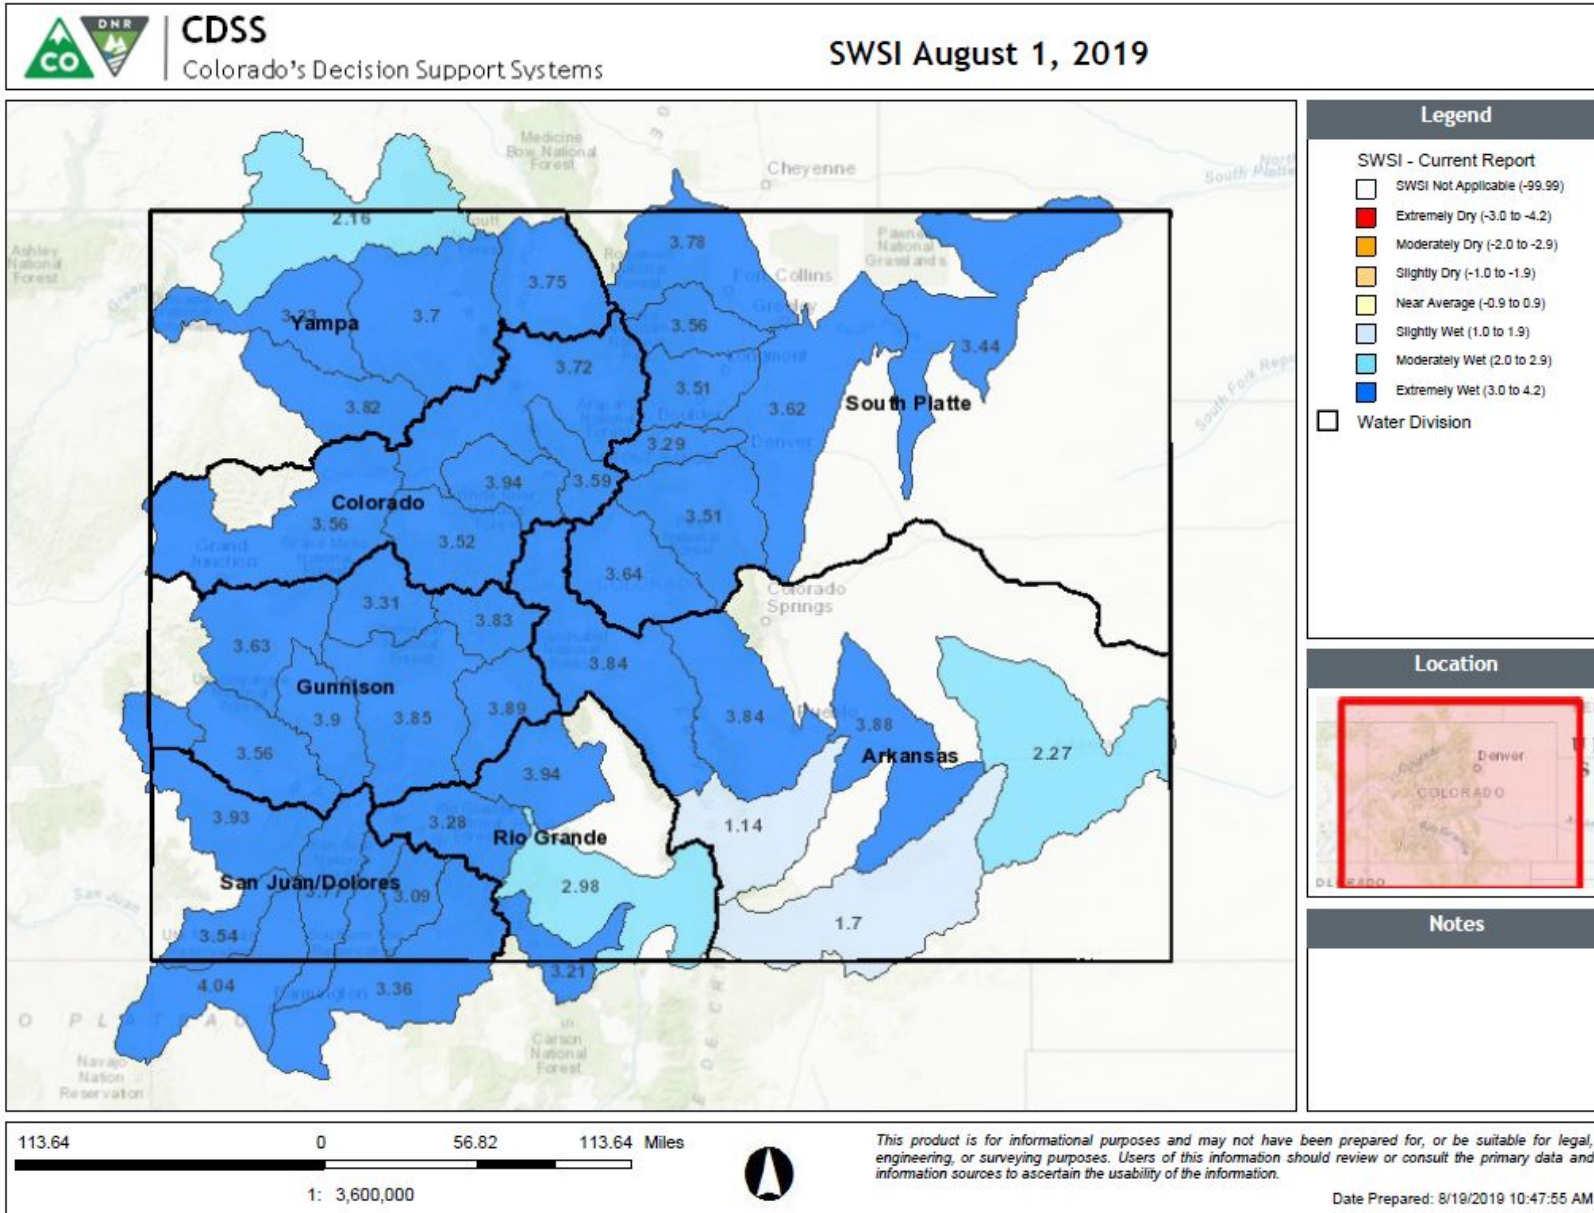 CO
DNR
CDSS
Colorado's Decision Support Systems
SWSI August 1, 2019
Medicine
Bow National
Forest
Cheyenne
South Platte
Ashley
National
Forest
2.16
3.78
Pawnee
National
Grasslands
Fort Collins
Greeley
3.75
3.7
Yampa
3.56
Longmont
3.44
3.72
3.82
3.51
Boulder
3.62
South Platte
3.29
Denver
3.94
3.59
Colorado
3.56
3.52
3.51
Grand
Junction
3.64
Colorado
Springs
3.31
3.83
3.63
3.84
Gunnison
3.9
3.85
3.89
3.84
Pueblo
3.88
Arkansas
2.27
3.56
3.94
3.93
3.28
1.14
Rio Grande
San Juan/Dolores
2.98
3.09
San Juan
1.7
3.54
3.21
4.04
Farmington
3.36
Carson
National
Forest
Navajo
Nation
Reservation
Legend
SWSI - Current Report
SWSI Not Applicable (-99.99)
Extremely Dry (-3.0 to -4.2)
Moderately Dry (-2.0 to -2.9)
Slightly Dry (-1.0 to -1.9)
Near Average (-0.9 to 0.9)
Slightly Wet (1.0 to 1.9)
Moderately Wet (2.0 to 2.9)
Extremely Wet (3.0 to 4.2)
Water Division
Location
Denver
COLORADO
Notes
113.64 0 56.82 113.64 Miles
1: 3,600,000
This product is for informational purposes and may not have been prepared for, or be suitable for legal,
engineering, or surveying purposes. Users of this information should review or consult the primary data and
information sources to ascertain the usability of the information.
Date Prepared: 8/19/2019 10:47:55 AM